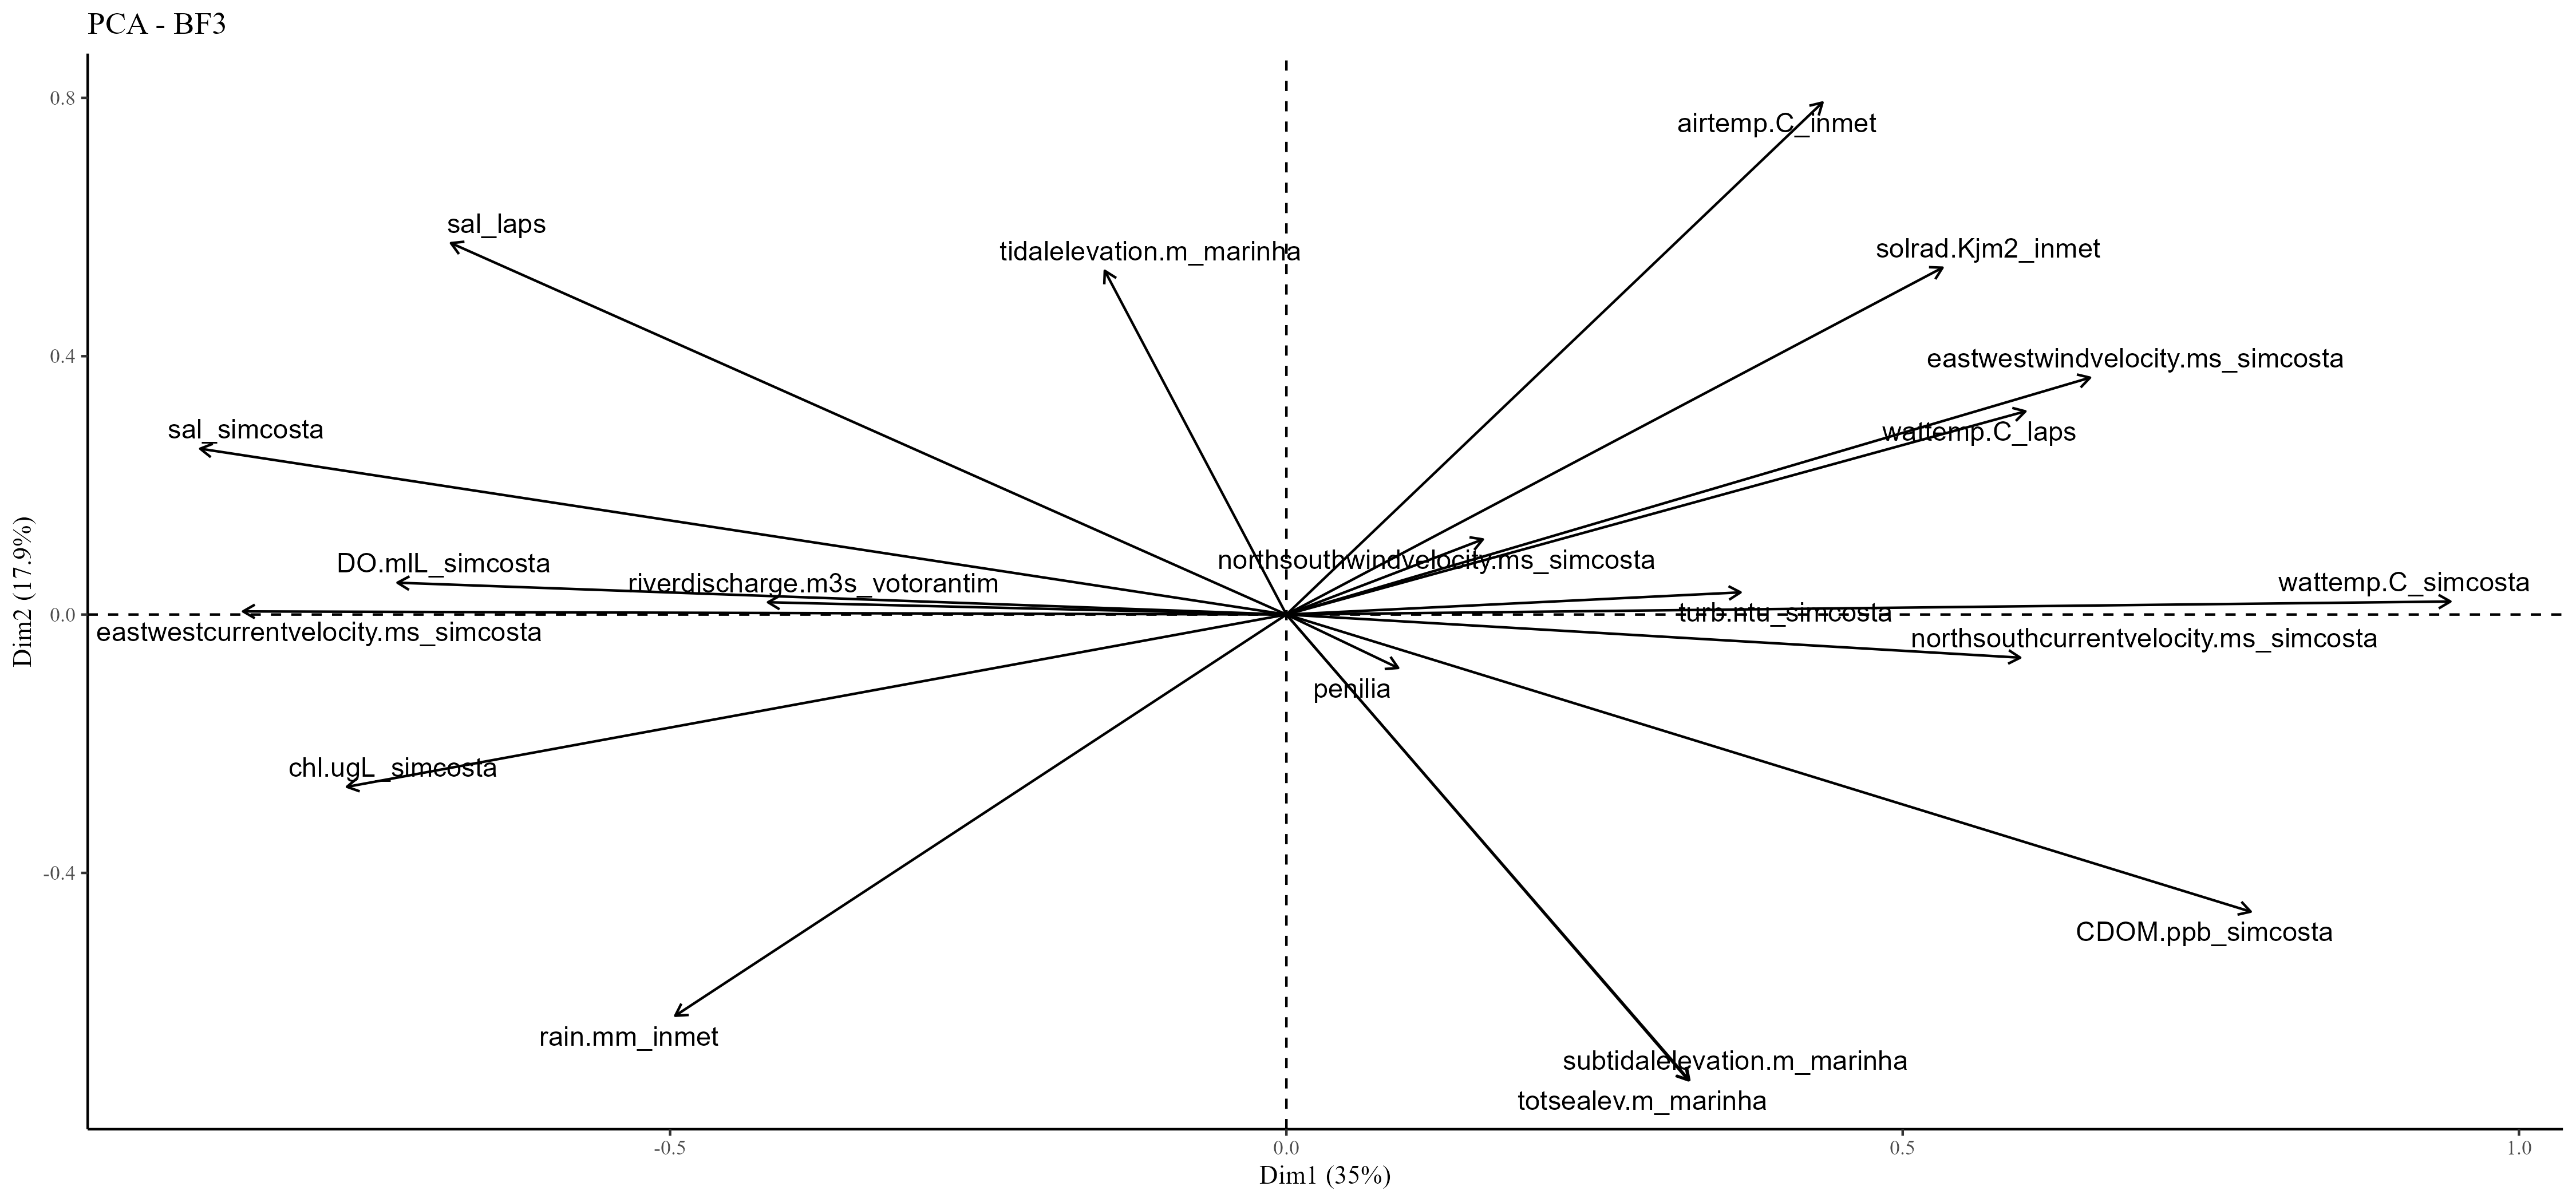 PCA - BF3
0.8
airtemp.C_inmet
sal_laps
tidalelevation.m_marinha
solrad.Kjm2_inmet
0.4
eastwestwindvelocity.ms_simcosta
sal_simcosta
wattemp.C_laps
Dim2 (17.9%)
DO.mlL_simcosta
northsouthwindvelocity.ms_simcosta
riverdischarge.m3s_votorantim
wattemp.C_simcosta
0.0
turb.ntu_simcosta
eastwestcurrentvelocity.ms_simcosta
northsouthcurrentvelocity.ms_simcosta
penilia
chl.ugL_simcosta
-0.4
CDOM.ppb_simcosta
rain.mm_inmet
subtidalelevation.m_marinha
totsealev.m_marinha
-0.5
0.0
0.5
1.0
Dim1 (35%)